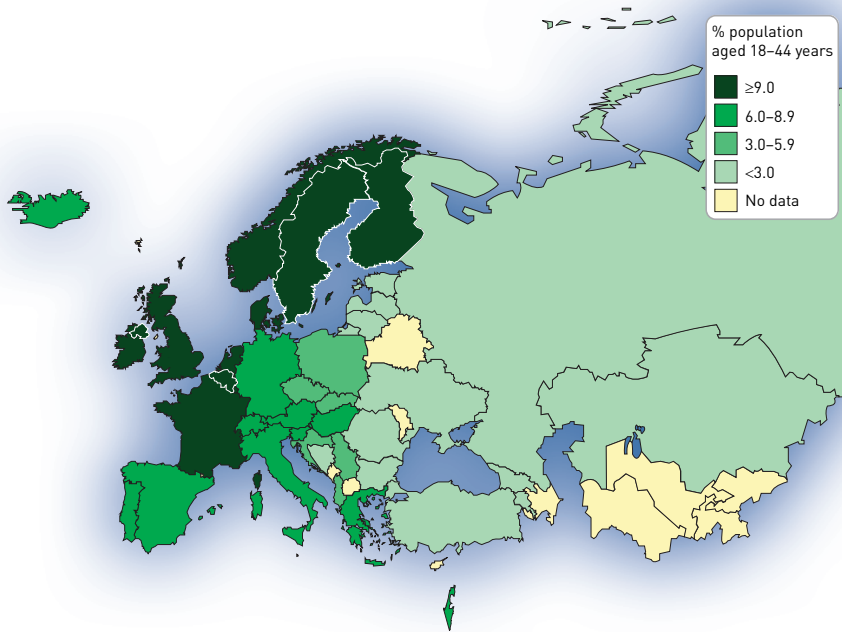 % population
aged 18–44 years
≥9.0
6.0–8.9
3.0–5.9
<3.0
No data